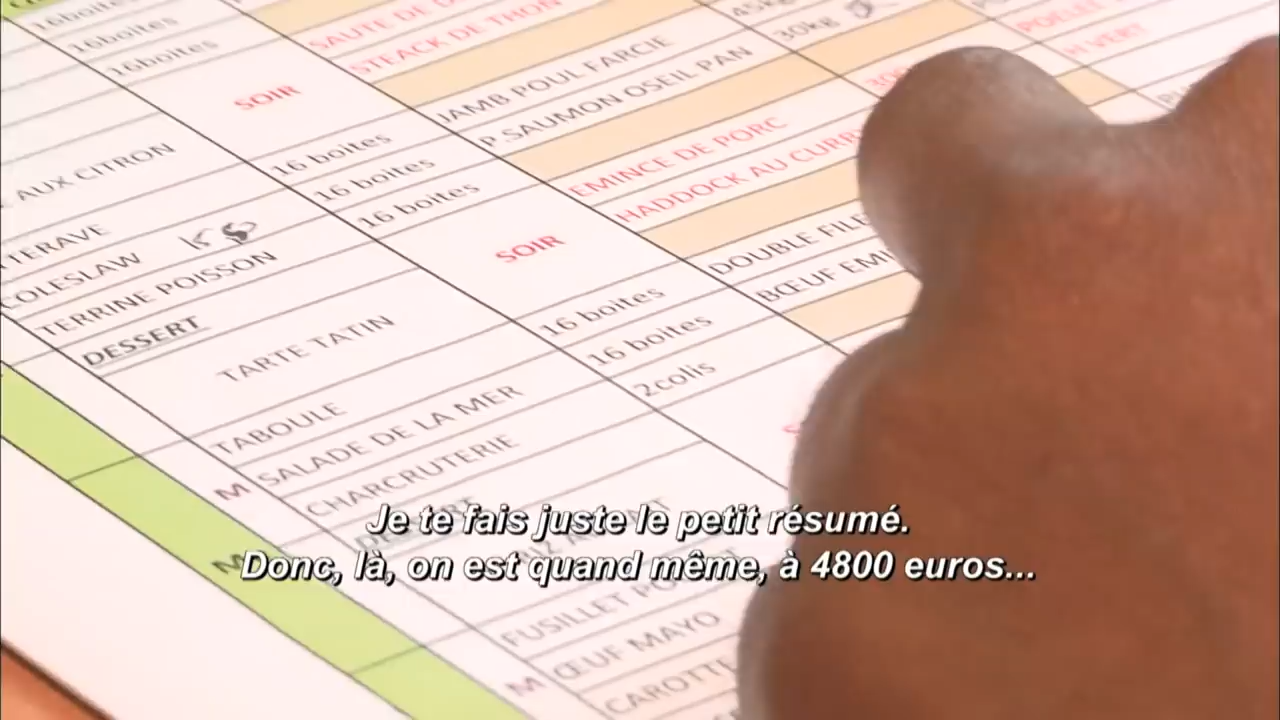 16boites
16boites
16boites
SOIR
AUX CITRON
COLESLAW
TERRINE POISSON
DESSERT
TARTE TATIN
SAUTE DE
STEACK DE THON
16 boites
16 boites
16 boites
SOIR
TABOULE
M SALADE DE LA MER
CHARCRUTERIE
JAMB POUL FARCIE
P.SAUMON OSEIL PAN
EMINCE DE PORC
HADDOCK AU CURR
16 boites
16 boites
2colis
30kg
H VERT
DOUBLE FILE
BŒUF EMI
M
FUSILLET PO
M ŒUF MAYO
CAROTTE
Je te fais juste le petit résumé.
Donc, là, on est quand même, à 4800 euros...